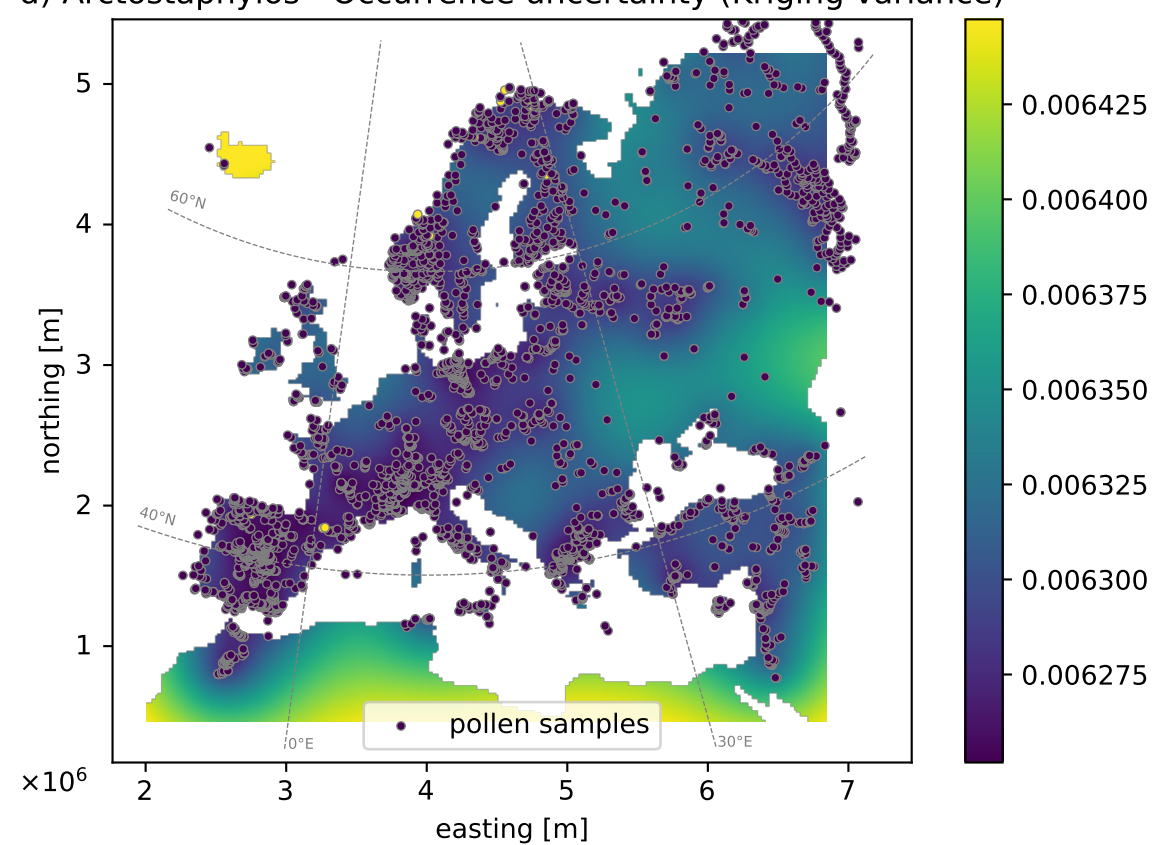 a) Arctostaphylos - Occurrence uncertainty (Kriging variance)
5
4
3
2
1
northing [m]
×10⁶
2 3 4 5 6 7
easting [m]
60°N
40°N
0°E
30°E
pollen samples
0.006425
0.006400
0.006375
0.006350
0.006325
0.006300
0.006275